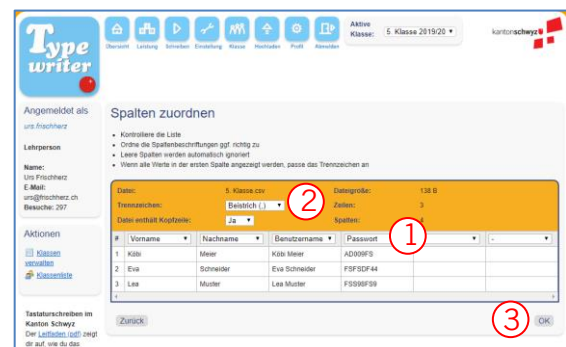 Type
writer
Übersicht Leistung Schreiben Einstellung Klasse Hochladen Profil Abmelden
Aktive
Klasse: 5. Klasse 2019/20
kantonschwyz
Angemeldet als
urs frischherz
Lehrperson
Name:
Urs Frischherz
E.Mail:
urs@frischherz.ch
Besuche: 297
Aktionen
Klassen
verwalten
Klassenliste
Tastaturschreiben im
Kanton Schwyz
Der Leitfaden (pdf) zeigt
dir auf, wie du das
Spalten zuordnen
Kontrolliere die Liste
Ordne die Spaltenbeschriftungen ggf. richtig zu
Leere Spalten werden automatisch ignoriert
Wenn alle Werte in der ersten Spalte angezeigt werden, passe das Trennzeichen an
Datei: 5. Klasse.csv Dateigröße: 138 B
Trennzeichen: Beistrich (,) 2 Zeilen: 3
Datei enthält Kopfzeile: Ja Spalten: 4
# Vorname Nachname Benutzername Passwort 1 -
1 Köbi Meier Köbi Meier AD009FS
2 Eva Schneider Eva Schneider FSFSDF44
3 Lea Muster Lea Muster FSS98FS9
Zurück 3 OK